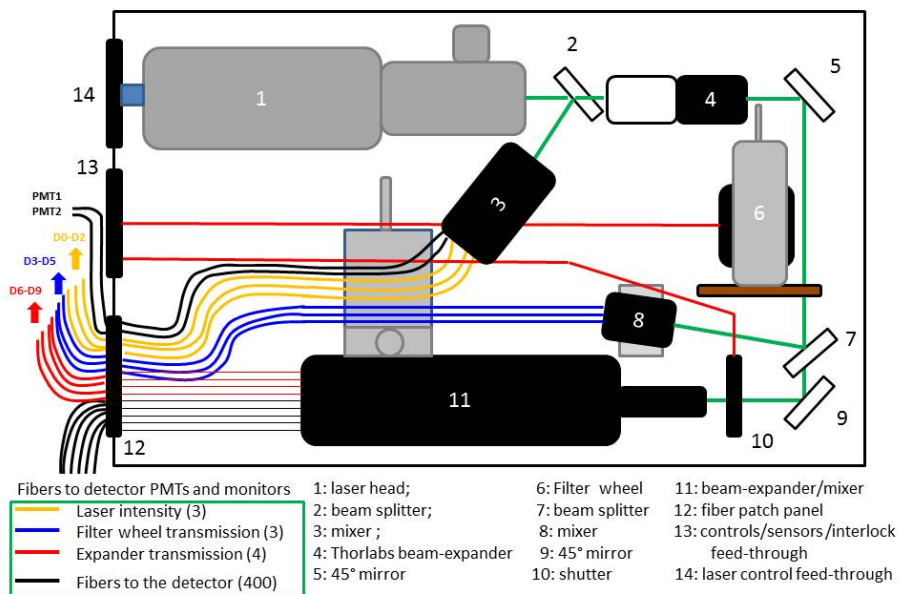 2
5
14
1
4
13
3
6
PMT1
PMT2
D0-D2
D3-D5
D6-D9
8
7
11
9
12
10
Fibers to detector PMTs and monitors
Laser intensity (3)
Filter wheel transmission (3)
Expander transmission (4)
Fibers to the detector (400)
1: laser head;
2: beam splitter;
3: mixer ;
4: Thorlabs beam-expander
5: 45° mirror
6: Filter wheel
7: beam splitter
8: mixer
9: 45° mirror
10: shutter
11: beam-expander/mixer
12: fiber patch panel
13: controls/sensors/interlock
feed-through
14: laser control feed-through